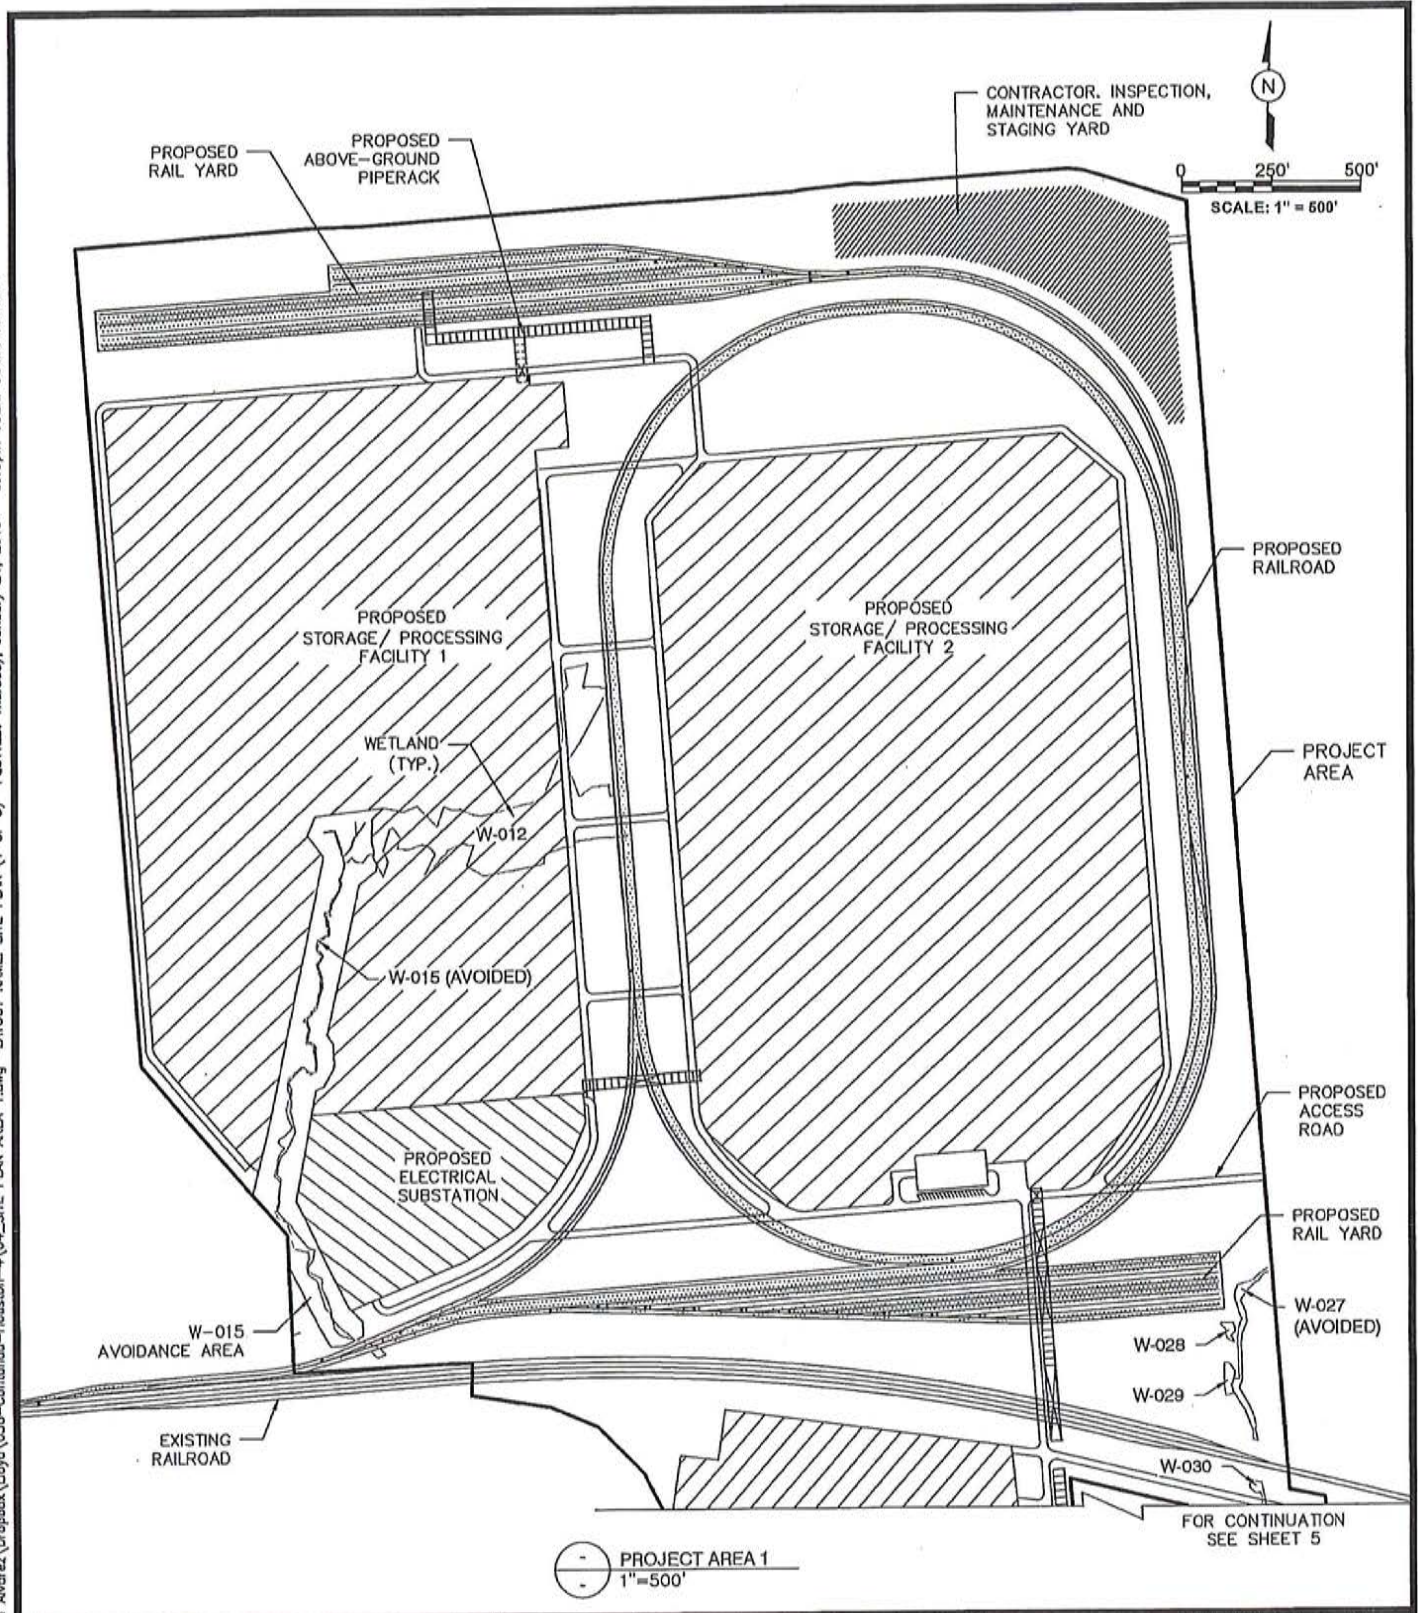 CONTRACTOR. INSPECTION,
MAINTENANCE AND
STAGING YARD
N
0 250' 500'
SCALE: 1" = 500'
PROPOSED
RAIL YARD
PROPOSED
ABOVE-GROUND
PIPERACK
PROPOSED
RAILROAD
PROPOSED
STORAGE/ PROCESSING
FACILITY 1
PROPOSED
STORAGE/ PROCESSING
FACILITY 2
WETLAND
(TYP.)
PROJECT
AREA
W-012
W-015 (AVOIDED)
PROPOSED
ACCESS
ROAD
PROPOSED
ELECTRICAL
SUBSTATION
PROPOSED
RAIL YARD
W-027
(AVOIDED)
W-015
AVOIDANCE AREA
W-028
W-029
EXISTING
RAILROAD
W-030
FOR CONTINUATION
SEE SHEET 5
PROJECT AREA 1
1"=500'